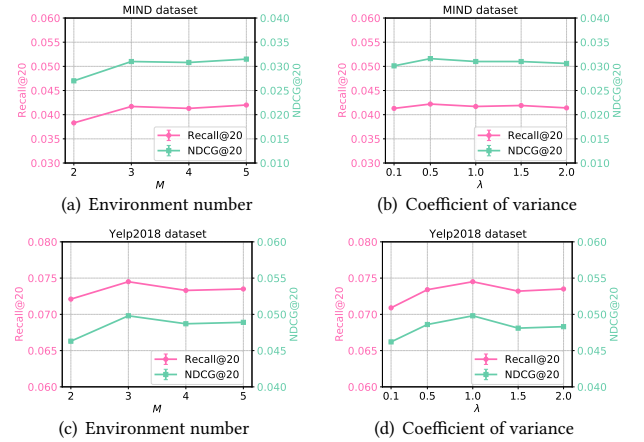 MIND dataset
0.060
0.055
0.050
0.045
0.040
0.035
0.030
Recall@20
0.040
0.035
0.030
0.025
0.020
0.015
0.010
NDCG@20
Recall@20
NDCG@20
2 3 4 5
M
(a) Environment number
MIND dataset
0.060
0.055
0.050
0.045
0.040
0.035
0.030
Recall@20
0.040
0.035
0.030
0.025
0.020
0.015
0.010
NDCG@20
Recall@20
NDCG@20
0.1 0.5 1.0 1.5 2.0
λ
(b) Coefficient of variance
Yelp2018 dataset
0.080
0.075
0.070
0.065
0.060
Recall@20
0.060
0.055
0.050
0.045
0.040
NDCG@20
Recall@20
NDCG@20
2 3 4 5
M
(c) Environment number
Yelp2018 dataset
0.080
0.075
0.070
0.065
0.060
Recall@20
0.060
0.055
0.050
0.045
0.040
NDCG@20
Recall@20
NDCG@20
0.1 0.5 1.0 1.5 2.0
λ
(d) Coefficient of variance